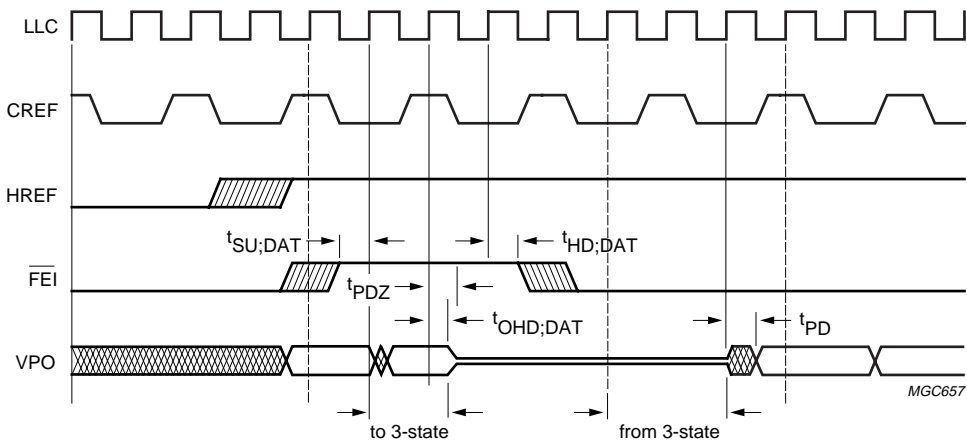 LLC
CREF
HREF
tSU;DAT
tHD;DAT
FEI
tPDZ
tOHD;DAT
tPD
VPO
MGC657
to 3-state
from 3-state